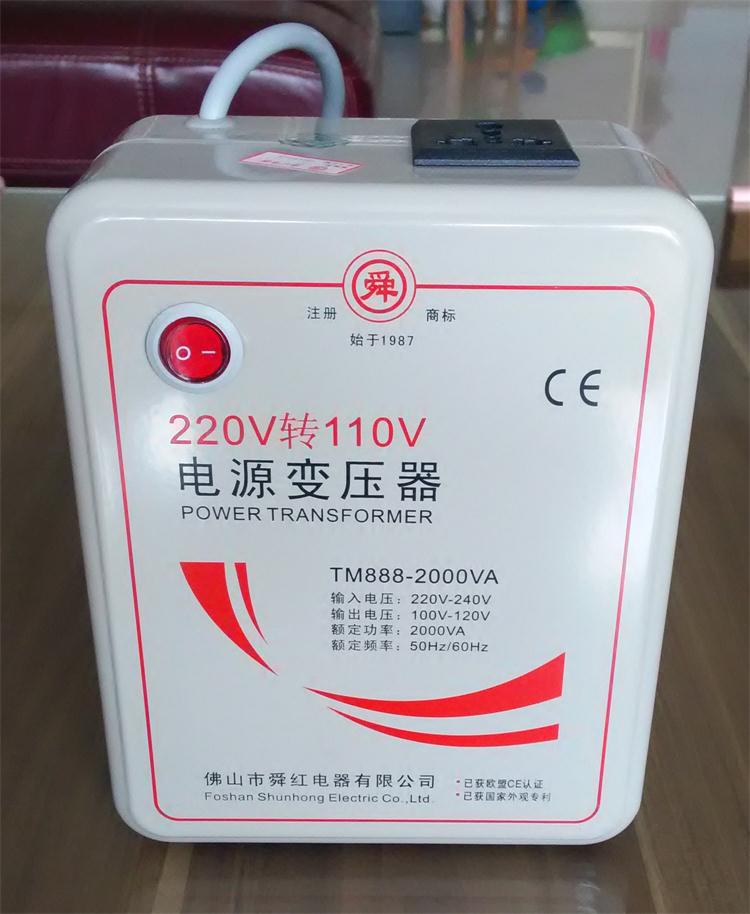 舜
注册 商标
始于1987
CE
220V转110V
电源变压器
POWER TRANSFORMER
TM888-2000VA
输入电压：220V-240V
输出电压：100V-120V
额定功率：2000VA
额定频率：50Hz/60Hz
佛山市舜红电器有限公司
Foshan Shunhong Electric Co.,Ltd.
•已获欧盟CE认证
•已获国家外观专利